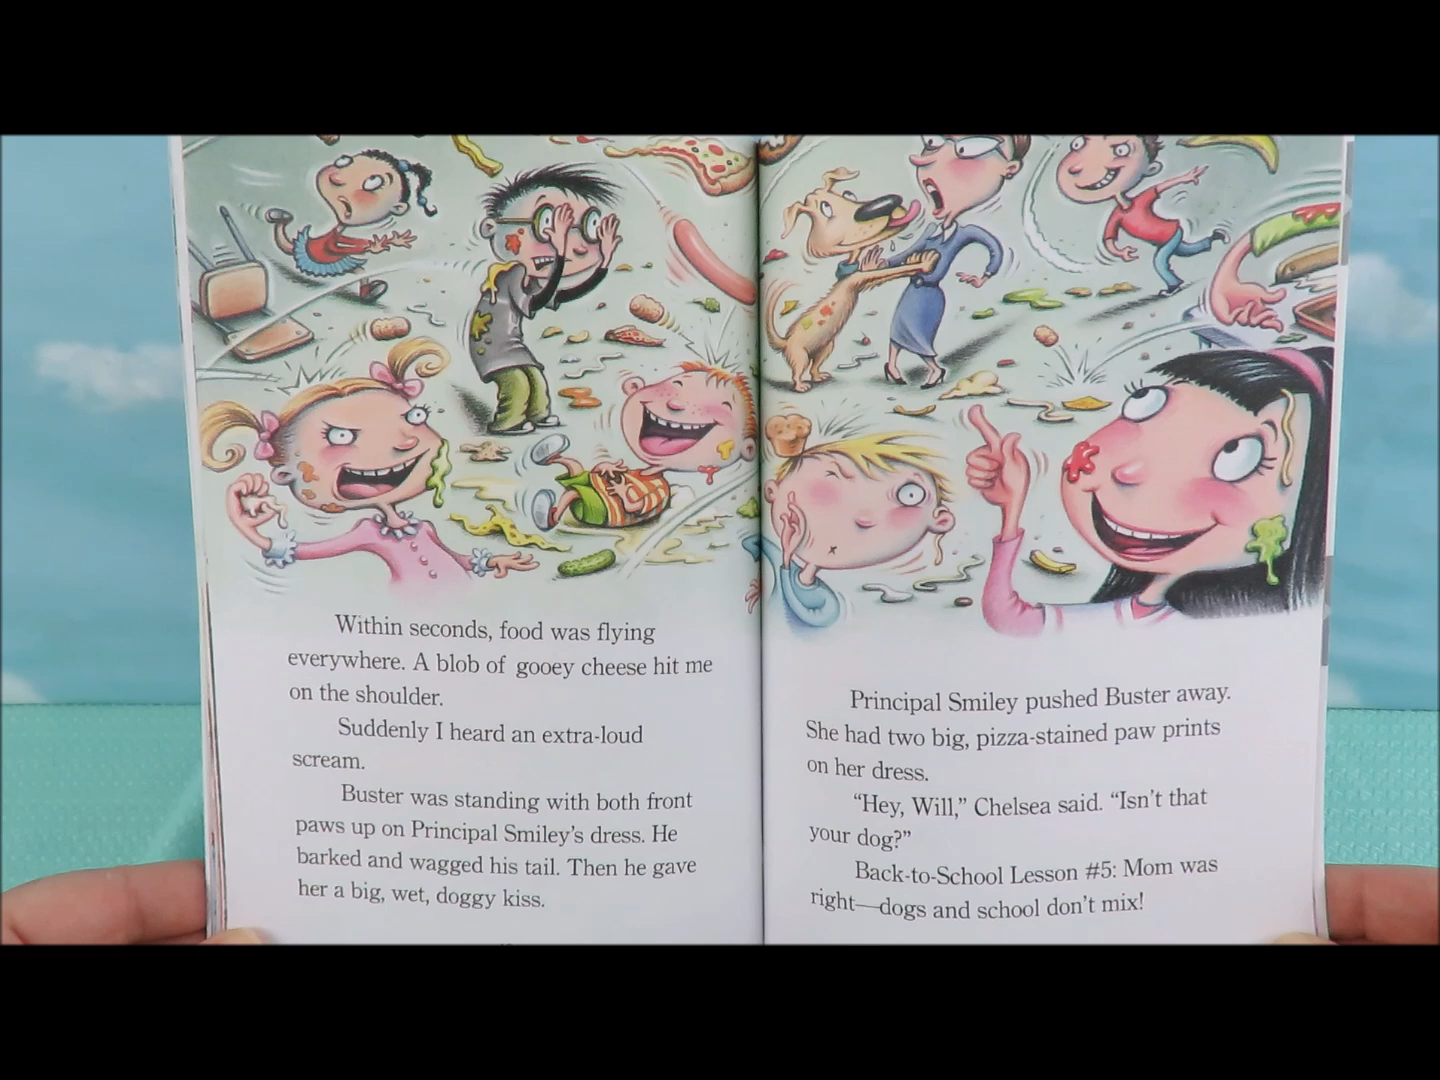 Within seconds, food was flying
everywhere. A blob of gooey cheese hit me
on the shoulder.
Suddenly I heard an extra-loud
scream.
Buster was standing with both front
paws up on Principal Smiley's dress. He
barked and wagged his tail. Then he gave
her a big, wet, doggy kiss.
Principal Smiley pushed Buster away.
She had two big, pizza-stained paw prints
on her dress.
“Hey, Will,” Chelsea said. “Isn't that
your dog?”
Back-to-School Lesson #5: Mom was
right—dogs and school don't mix!